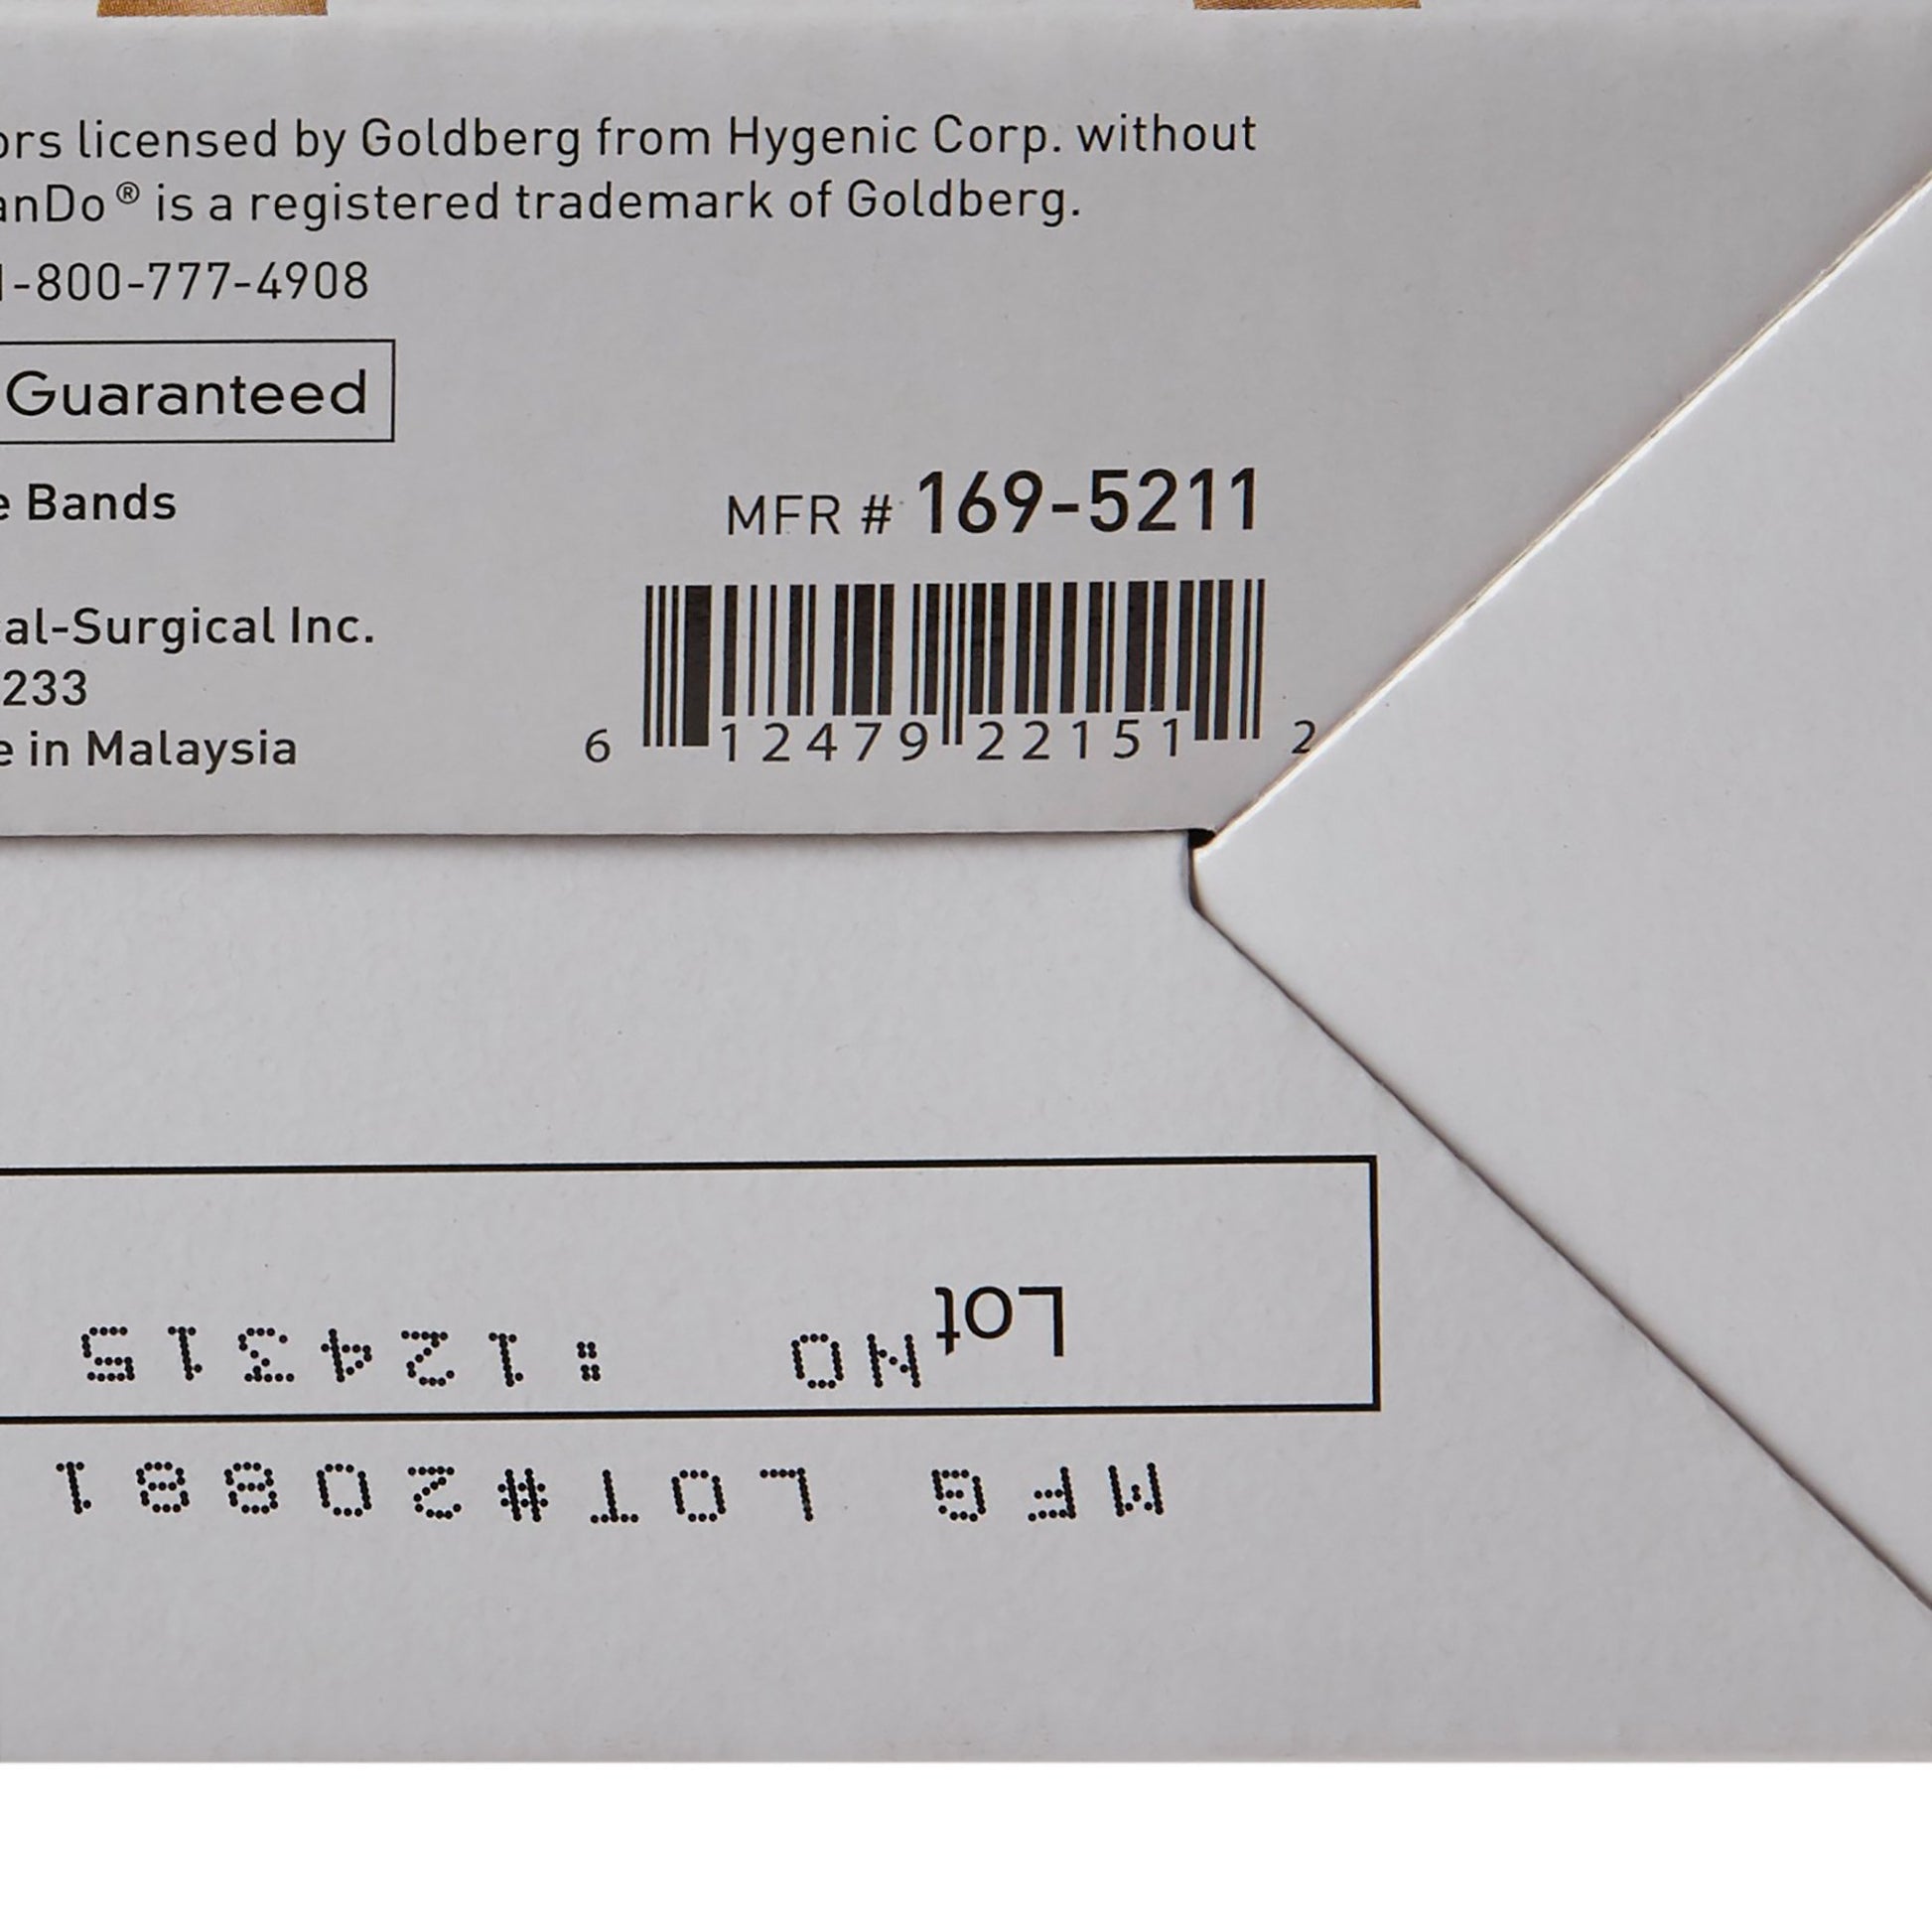 ors licensed by Goldberg from Hygenic Corp. without
anDo® is a registered trademark of Goldberg.
1-800-777-4908
Guaranteed
e Bands
MFR # 169-5211
al-Surgical Inc.
233
e in Malaysia
6 12479 22151 2
Lot
NO : 124315
MFG LOT#20881